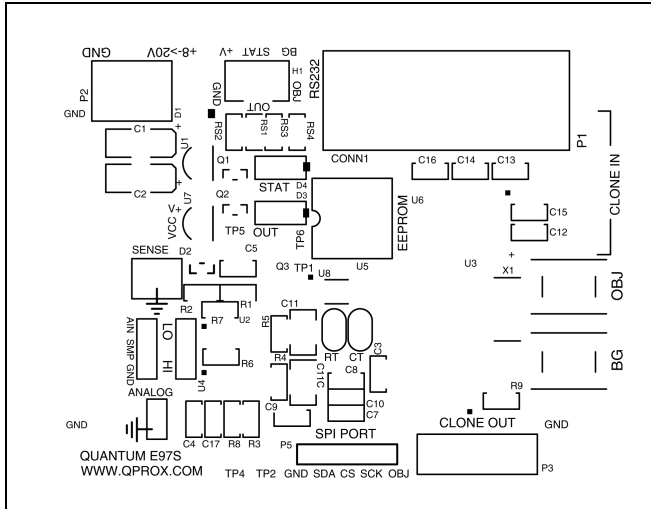 GND
+8->20V
+V
STAT
BG
P2
GND
D1
GND
H1
OBJ
OUT
RS232
P1
C1
+
U1
RS2
RS1
RS3
RS4
CONN1
C2
+
Q1
STAT
D4
D3
C16
C14
C13
CLONE IN
U7
V+
VCC
Q2
TP5
OUT
TP6
EEPROM
U6
C15
C12
SENSE
D2
C5
Q3
TP1
U8
U5
U3
+
X1
OBJ
R2
R1
R7
U2
C11
R5
AIN
SMP
GND
LO
HI
R6
R4
RT
CT
C3
BG
U4
C11C
C8
ANALOG
C9
C10
C7
R9
GND
C4
C17
R8
R3
SPI PORT
CLONE OUT
GND
QUANTUM E97S
P5
WWW.QPROX.COM
P3
TP4
TP2
GND SDA CS SCK OBJ